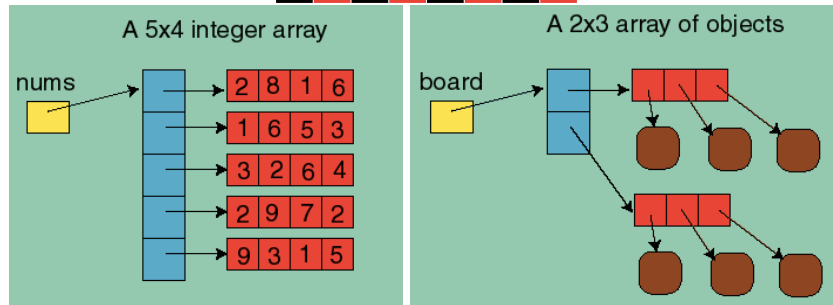 A 5x4 integer array
nums
2 8 1 6
1 6 5 3
3 2 6 4
2 9 7 2
9 3 1 5
A 2x3 array of objects
board